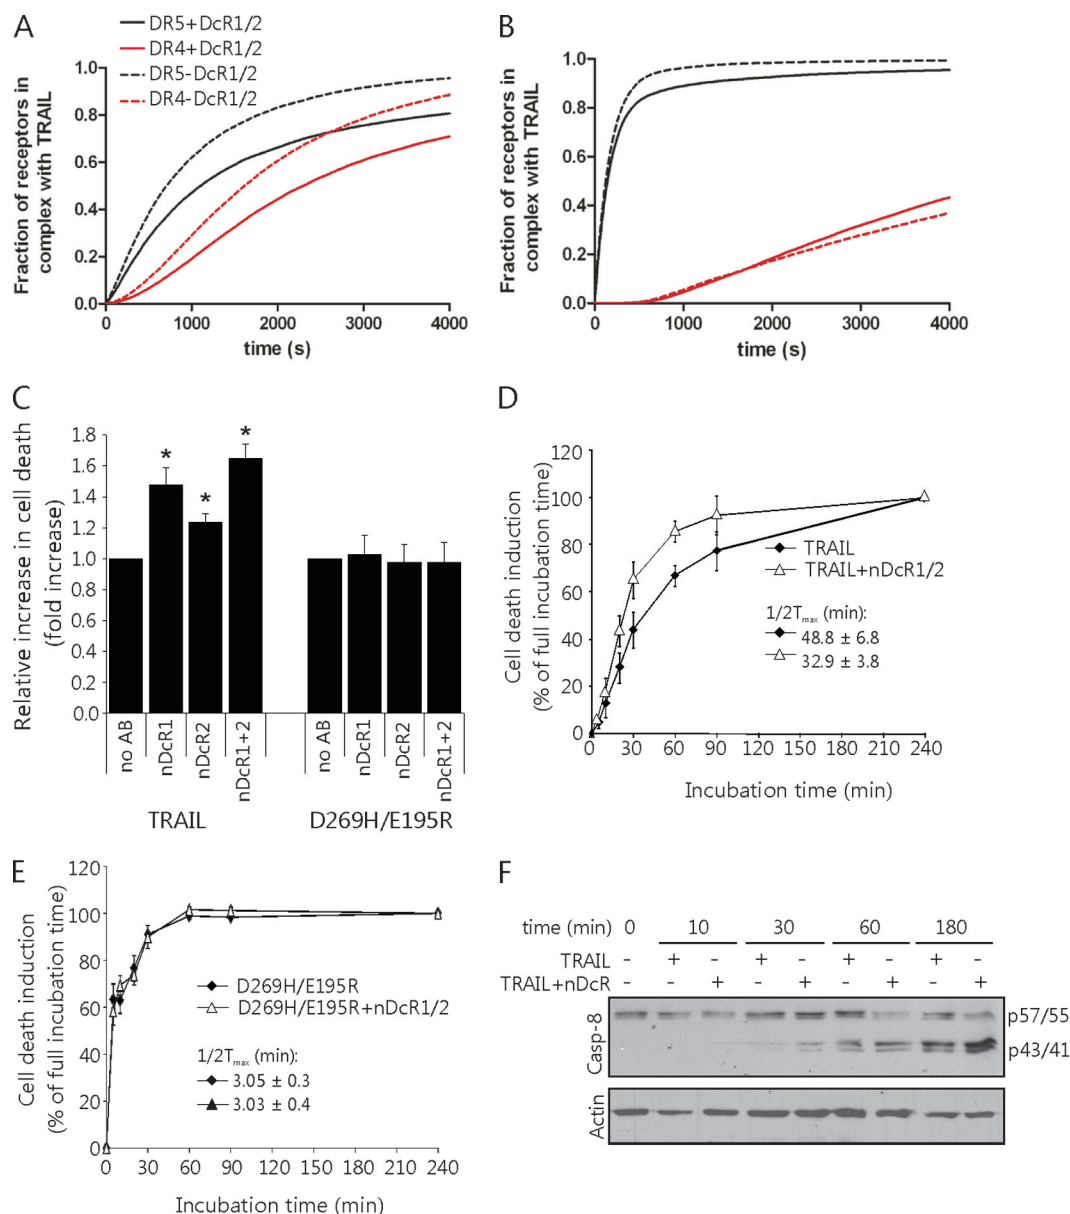 A
DR5+DcR1/2
DR4+DcR1/2
DR5-DcR1/2
DR4-DcR1/2
Fraction of receptors in
complex with TRAIL
1.0
0.8
0.6
0.4
0.2
0.0
0 1000 2000 3000 4000
time (s)
B
Fraction of receptors in
complex with TRAIL
1.0
0.8
0.6
0.4
0.2
0.0
0 1000 2000 3000 4000
time (s)
C
Relative increase in cell death
(fold increase)
1.8
1.6
1.4
1.2
1.0
0.8
0.6
0.4
0.2
0.0
* * *
no AB nDcR1 nDcR2 nDcR1+2 no AB nDcR1 nDcR2 nDcR1+2
TRAIL D269H/E195R
D
Cell death induction
(% of full incubation time)
120
100
80
60
40
20
0
TRAIL
TRAIL+nDcR1/2
1/2Tmax (min):
48.8 ± 6.8
32.9 ± 3.8
0 30 60 90 120 150 180 210 240
Incubation time (min)
E
Cell death induction
(% of full incubation time)
120
100
80
60
40
20
0
D269H/E195R
D269H/E195R+nDcR1/2
1/2Tmax (min):
3.05 ± 0.3
3.03 ± 0.4
0 30 60 90 120 150 180 210 240
Incubation time (min)
F
time (min) 0 10 30 60 180
TRAIL - + - + - + - + -
TRAIL+nDcR - - + - + - + - +
Casp-8
p57/55
p43/41
Actin